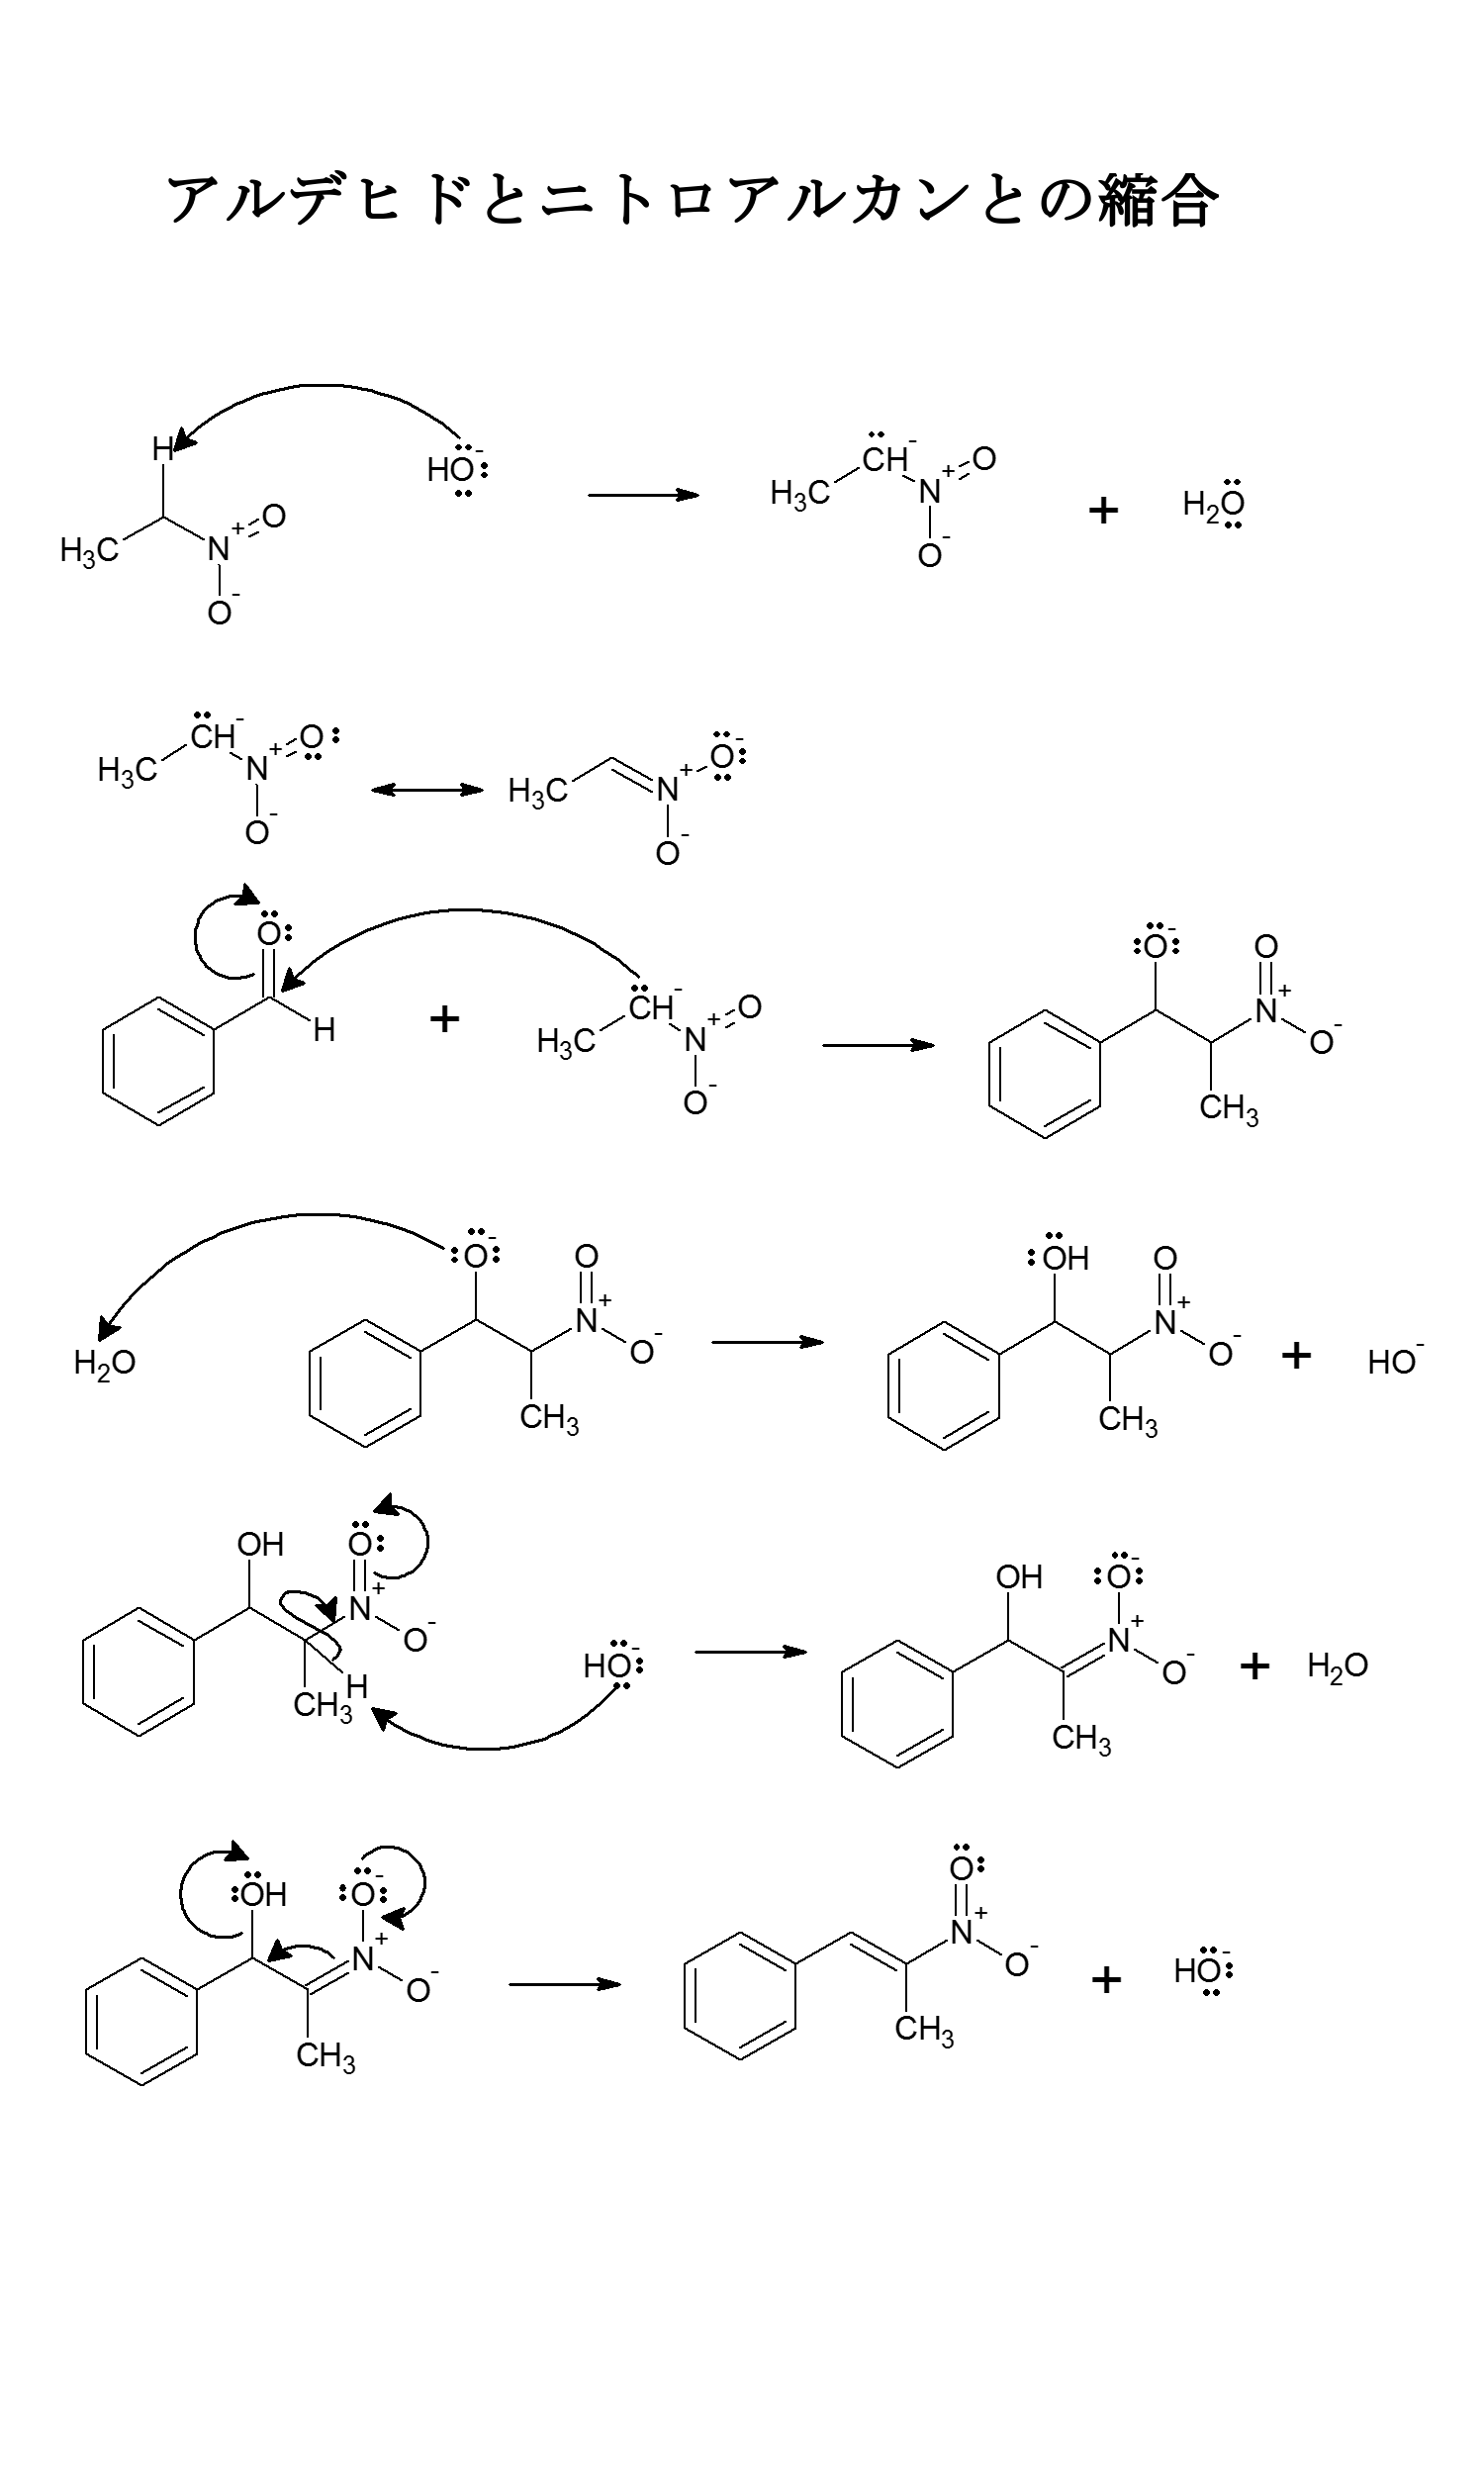 アルデヒドとニトロアルカンとの縮合
H HO:- H3C N+ O O- H3C CH- N+ O O- + H2O
H3C CH- N+ O: O- H3C N+ O:- O-
O: H + H3C CH- N+ O O- :O:- O N+ O- CH3
H2O :O:- O N+ O- CH3 :OH O N+ O- CH3 + HO-
OH O: N+ O- CH3 H HO:- OH :O:- N+ O- CH3 + H2O
:OH :O:- N+ O- CH3 O: N+ O- CH3 + HO:-